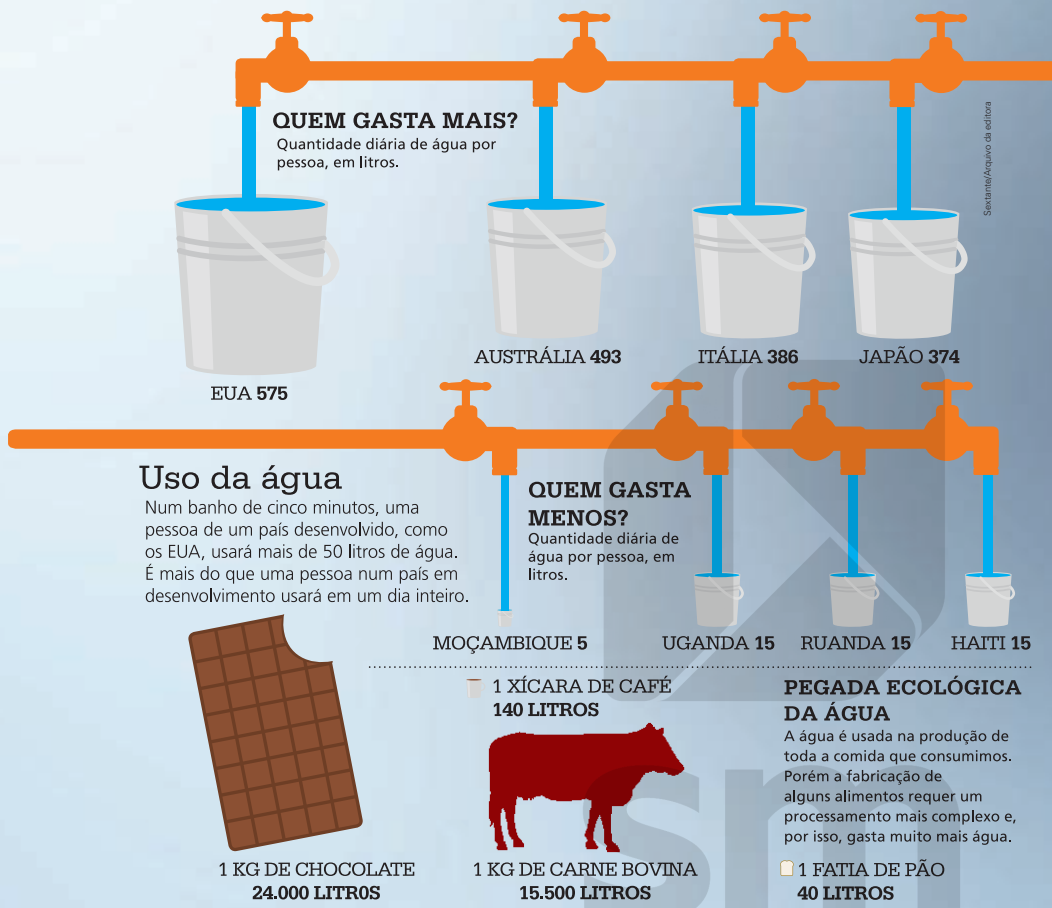 QUEM GASTA MAIS?
Quantidade diária de água por
pessoa, em litros.
Sextante/Arquivo da editora
EUA 575
AUSTRÁLIA 493
ITÁLIA 386
JAPÃO 374
Uso da água
Num banho de cinco minutos, uma
pessoa de um país desenvolvido, como
os EUA, usará mais de 50 litros de água.
É mais do que uma pessoa num país em
desenvolvimento usará em um dia inteiro.
QUEM GASTA
MENOS?
Quantidade diária de
água por pessoa, em
litros.
MOÇAMBIQUE 5
UGANDA 15
RUANDA 15
HAITI 15
1 KG DE CHOCOLATE
24.000 LITROS
1 XÍCARA DE CAFÉ
140 LITROS
1 KG DE CARNE BOVINA
15.500 LITROS
PEGADA ECOLÓGICA
DA ÁGUA
A água é usada na produção de
toda a comida que consumimos.
Porém a fabricação de
alguns alimentos requer um
processamento mais complexo e,
por isso, gasta muito mais água.
1 FATIA DE PÃO
40 LITROS
sm